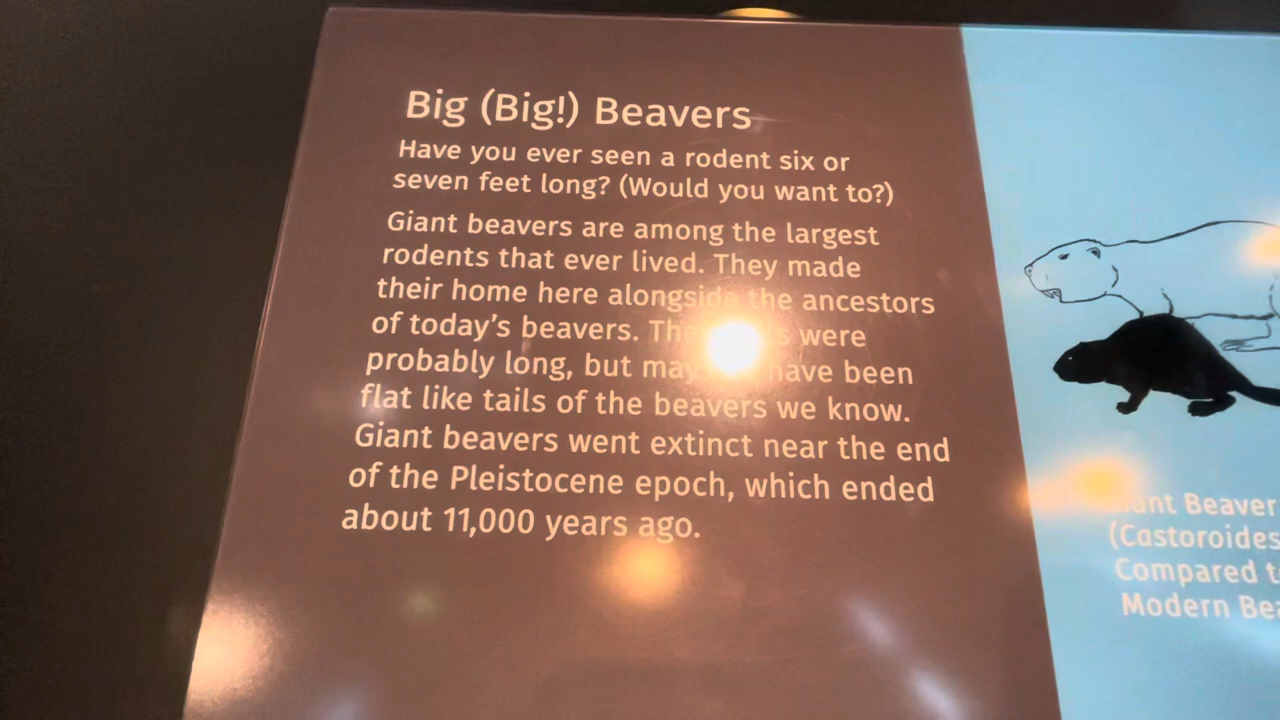 Big (Big!) Beavers
Have you ever seen a rodent six or
seven feet long? (Would you want to?)
Giant beavers are among the largest
rodents that ever lived. They made
their home here alongside the ancestors
of today's beavers. were
probably long, but may have been
flat like tails of the beavers we know.
Giant beavers went extinct near the end
of the Pleistocene epoch, which ended
about 11,000 years ago.
Giant Beaver
(Castoroides
Compared
Modern